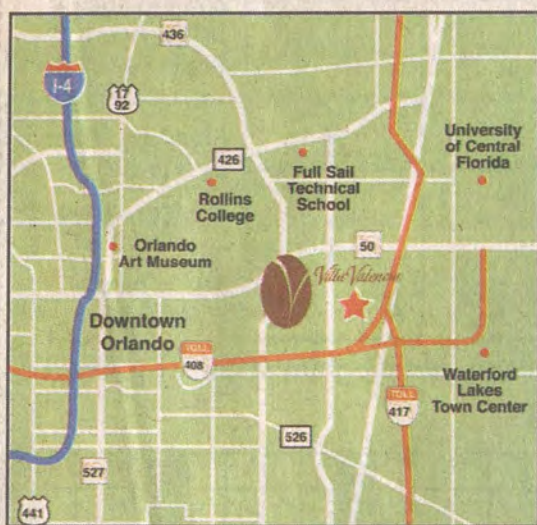 436
I-4
17
92
University
of Central
Florida
426
Full Sail
Technical
School
Rollins
College
50
Orlando
Art Museum
Villa Valencia
Downtown
Orlando
TOLL
408
Waterford
Lakes
Town Center
TOLL
417
526
527
441